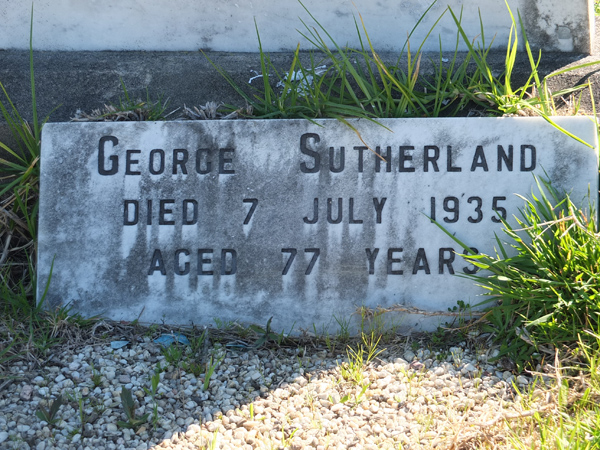 GEORGE SUTHERLAND
DIED 7 JULY 1935
AGED 77 YEARS